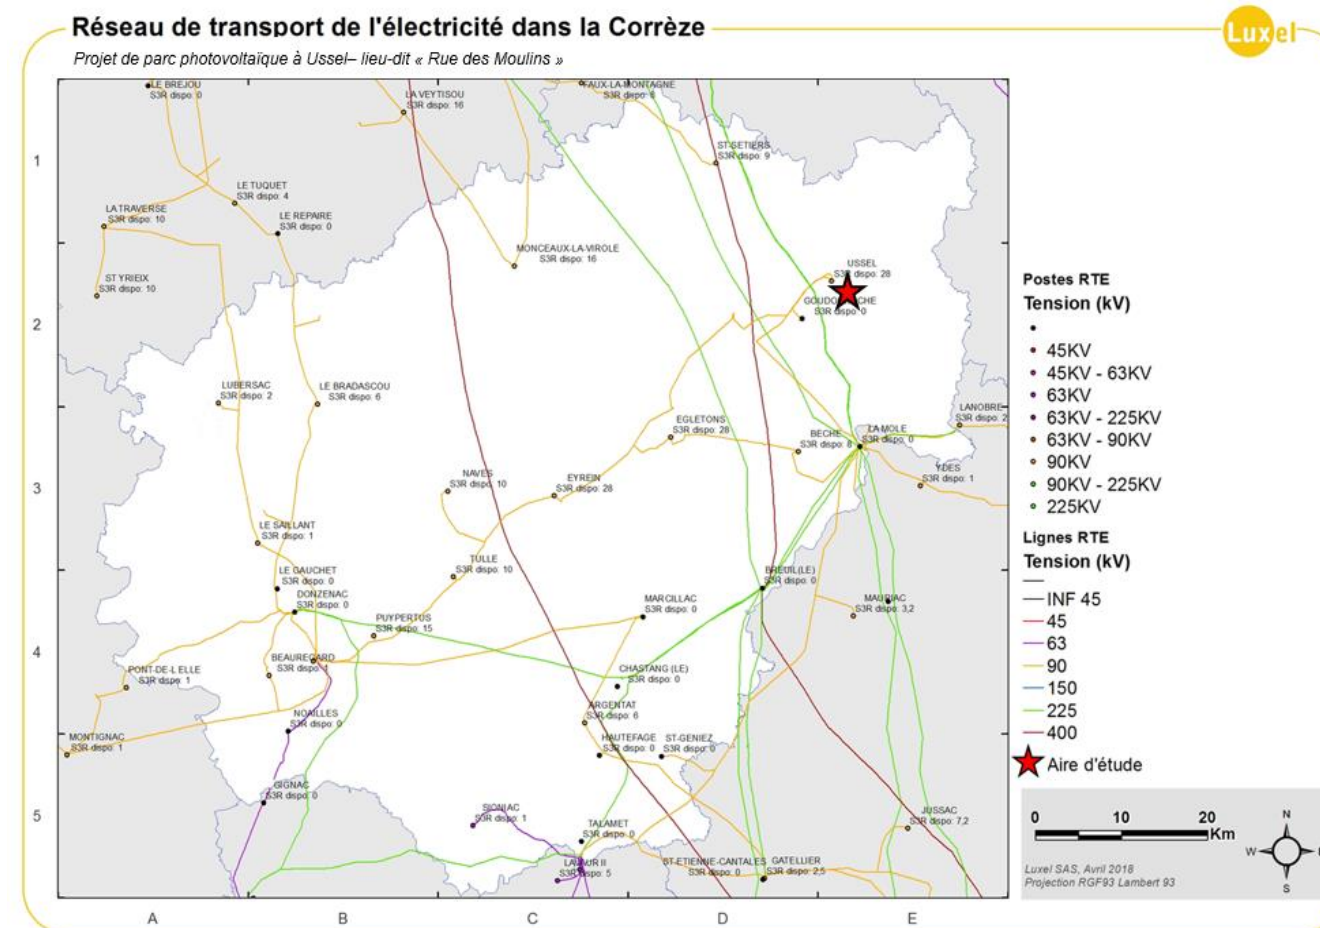 Réseau de transport de l'électricité dans la Corrèze
Luxel
Projet de parc photovoltaïque à Ussel– lieu-dit « Rue des Moulins »
LE BREJOU
S3R dispo: 0
LA VEYTISOU
S3R dispo: 16
FAUX-LA-MONTAGNE
S3R dispo: 6
1
ST-SETIERS
S3R dispo: 9
LE TUQUET
S3R dispo: 4
LA TRAVERSE
S3R dispo: 10
LE REPAIRE
S3R dispo: 0
MONCEAUX-LA-VIROLE
S3R dispo: 16
ST YRIEIX
S3R dispo: 10
USSEL
S3R dispo: 28
S3R dispo: 0
2
LUBERSAC
S3R dispo: 2
LE BRADASCOU
S3R dispo: 6
EGLETONS
S3R dispo: 28
BECHE
S3R dispo: 8
LA MOLE
S3R dispo: 0
LANOBRE
S3R dispo: 2
YDES
S3R dispo: 1
3
NAVES
S3R dispo: 10
EYREIN
S3R dispo: 28
LE SAILLANT
S3R dispo: 1
TULLE
S3R dispo: 10
LE GAUCHET
S3R dispo: 0
DONZENAC
S3R dispo: 0
BREUIL(LE)
S3R dispo: 0
MARCILLAC
S3R dispo: 0
MAURIAC
S3R dispo: 3,2
PUYPERTUS
S3R dispo: 15
4
BEAUREGARD
S3R dispo: 1
PONT-DE-L ELLE
S3R dispo: 1
CHASTANG (LE)
S3R dispo: 0
ARGENTAT
S3R dispo: 6
NOAILLES
S3R dispo: 0
MONTIGNAC
S3R dispo: 1
HAUTEFAGE
S3R dispo: 0
ST-GENIEZ
S3R dispo: 0
GIGNAC
S3R dispo: 0
SIONIAC
S3R dispo: 1
5
TALAMET
S3R dispo: 0
JUSSAC
S3R dispo: 7,2
LAVAUR II
S3R dispo: 5
ST-ETIENNE-CANTALES
S3R dispo: 0
GATELLIER
S3R dispo: 2,5
A B C D E
Postes RTE
Tension (kV)
45KV
45KV - 63KV
63KV
63KV - 225KV
63KV - 90KV
90KV
90KV - 225KV
225KV
Lignes RTE
Tension (kV)
INF 45
45
63
90
150
225
400
Aire d'étude
0 10 20
Km
N
W E
S
Luxel SAS, Avril 2018
Projection RGF93 Lambert 93